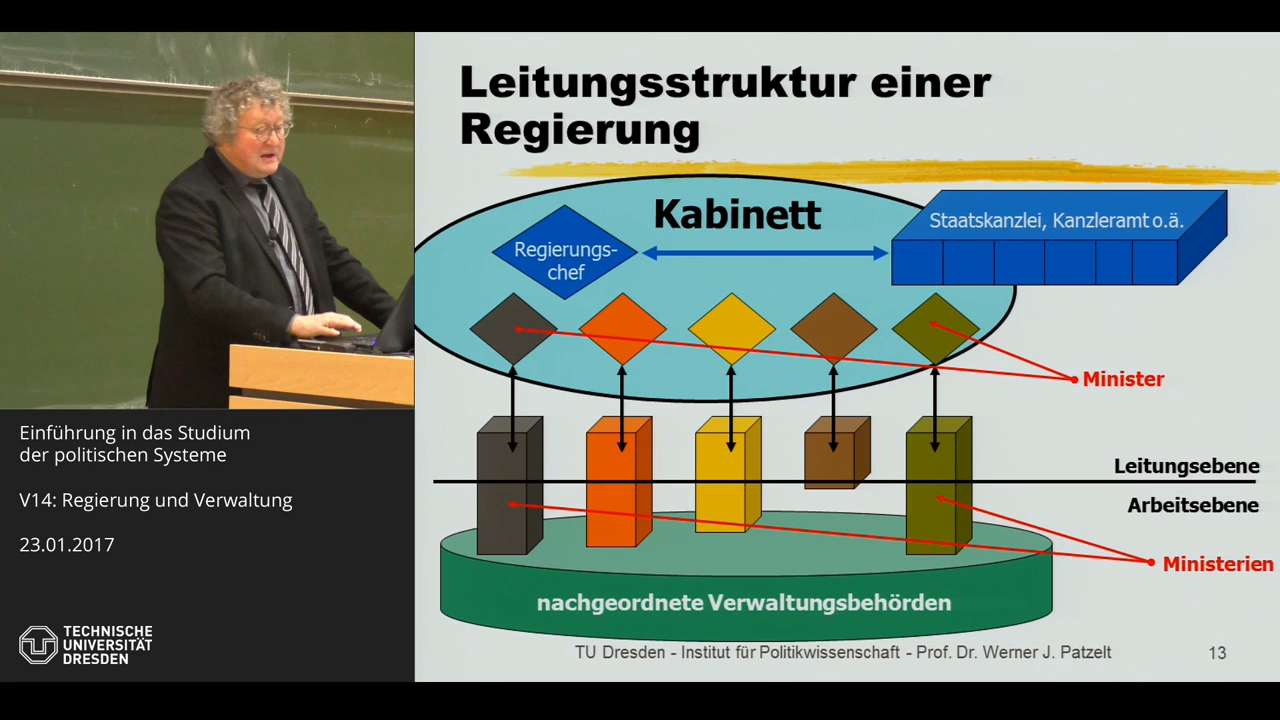 Leitungsstruktur einer
Regierung
Kabinett
Staatskanzlei, Kanzleramt o.ä.
Regierungs-
chef
Minister
Leitungsebene
Arbeitsebene
Ministerien
nachgeordnete Verwaltungsbehörden
TU Dresden - Institut für Politikwissenschaft - Prof. Dr. Werner J. Patzelt
13
Einführung in das Studium
der politischen Systeme
V14: Regierung und Verwaltung
23.01.2017
TECHNISCHE
UNIVERSITÄT
DRESDEN